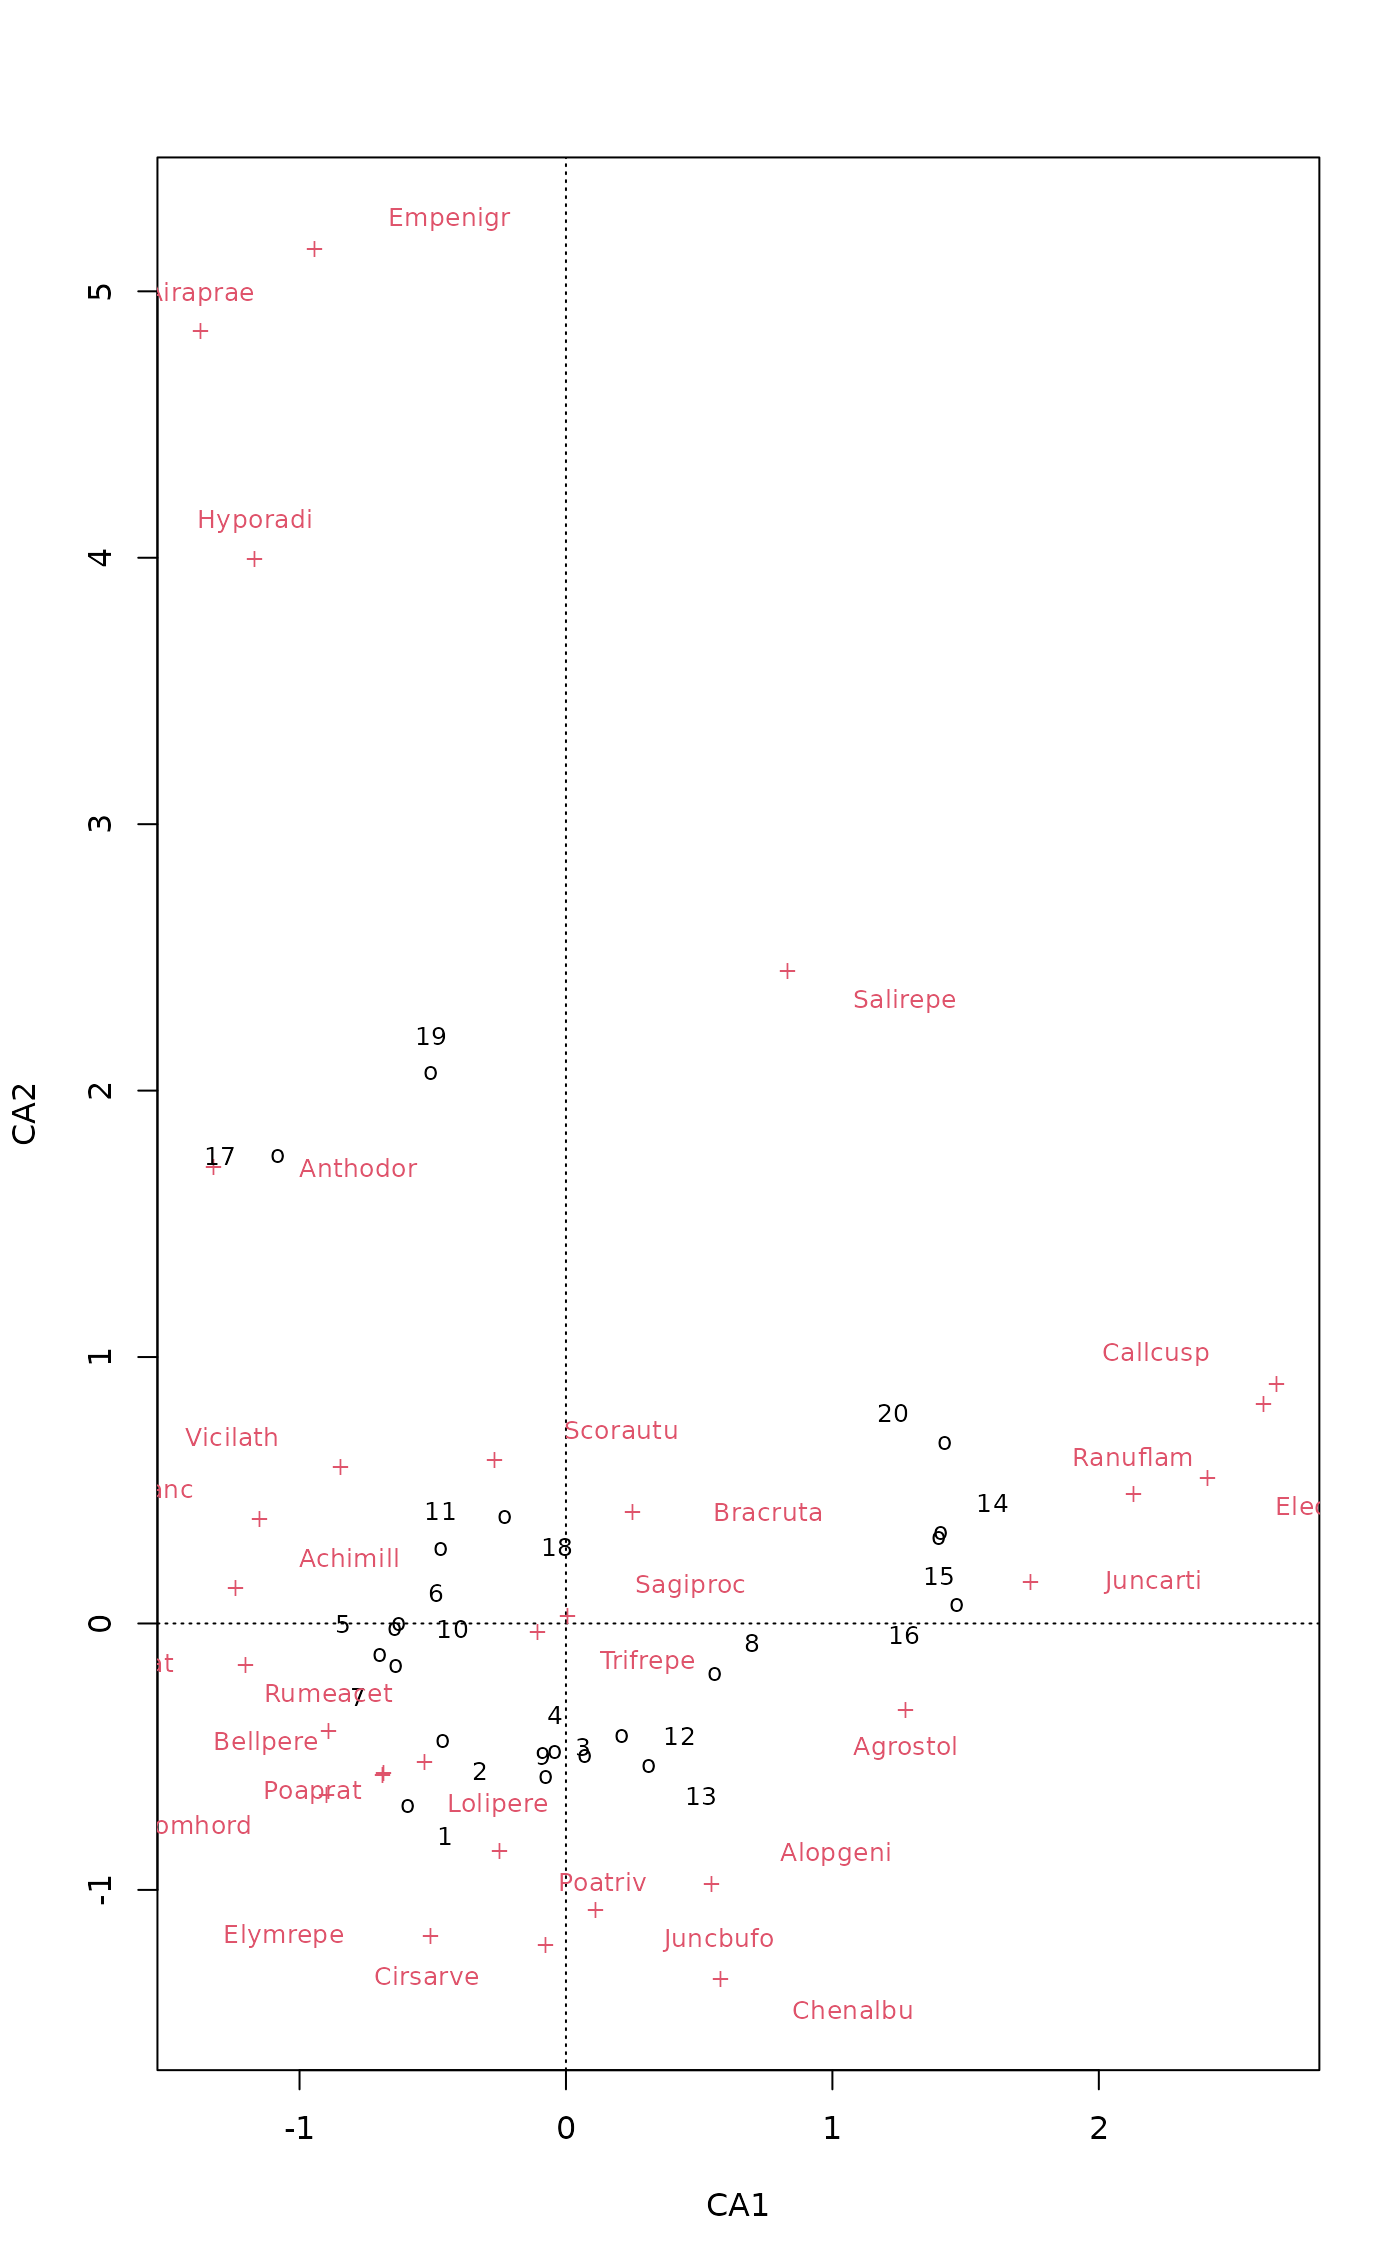 Empenigr
5
Airaprae
Hyporadi
4
3
Salirepe
19
2
CA2
17
Anthodor
1
Callcusp
20
Scorautu
Vicilath
Ranuflam
anc
14
Elec
11
Bracruta
18
Achimill
15
Juncarti
Sagiproc
6
0
5
10
16
8
Trifrepe
at
Rumeacet
7
4
12
Bellpere
Agrostol
9
3
2
Poaprat
13
Lolipere
omhord
1
Alopgeni
-1
Poatriv
Elymrepe
Juncbufo
Cirsarve
Chenalbu
-1
0
1
2
CA1